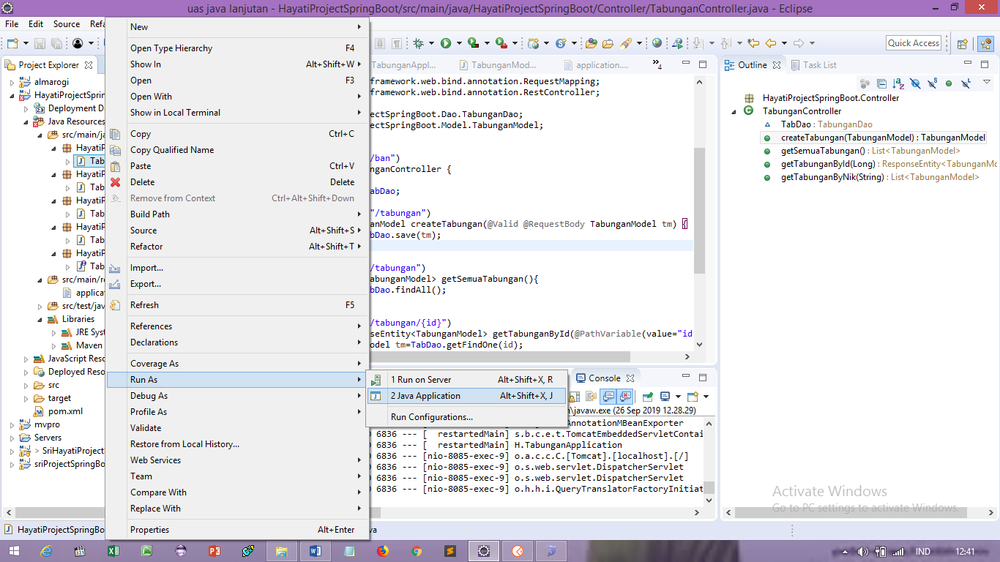 uas java lanjutan - HayatiProjectSpringBoot/src/main/java/HayatiProjectSpringBoot/Controller/TabunganController.java - Eclipse
File Edit Source Refa
Quick Access
Project Explorer
almarogi
HayatiProjectSprin
Deployment D
Java Resources
src/main/ja
HayatiP
Tab
HayatiP
Tab
HayatiP
Tab
HayatiP
Tab
HayatiP
Tab
src/main/re
applicat
src/test/jav
Libraries
JRE Syst
Maven
JavaScript Reso
Deployed Reso
src
target
pom.xml
mvpro
Servers
> SriHayatiProject
sriProjectSpringBo
New
Open Type Hierarchy F4
Show In Alt+Shift+W
Open F3
Open With
Show in Local Terminal
Copy Ctrl+C
Copy Qualified Name
Paste Ctrl+V
Delete Delete
Remove from Context Ctrl+Alt+Shift+Down
Build Path
Source Alt+Shift+S
Refactor Alt+Shift+T
Import...
Export...
Refresh F5
References
Declarations
Coverage As
Run As
Debug As
Profile As
Validate
Restore from Local History...
Web Services
Team
Compare With
Replace With
Properties Alt+Enter
1 Run on Server Alt+Shift+X, R
2 Java Application Alt+Shift+X, J
Run Configurations...
TabunganAppl...
TabunganMod...
application....
4
framework.web.bind.annotation.RequestMapping;
framework.web.bind.annotation.RestController;
ectSpringBoot.Dao.TabunganDao;
ectSpringBoot.Model.TabunganModel;
/ban")
nganController {
abDao;
"/tabungan")
anModel createTabungan(@Valid @RequestBody TabunganModel tm) {
bDao.save(tm);
/tabungan")
abunganModel> getSemuaTabungan(){
bDao.findAll();
/tabungan/{id}")
seEntity<TabunganModel> getTabunganById(@PathVariable(value="id
odel tm=TabDao.getFindOne(id);
Console
n\javaw.exe (26 Sep 2019 12.28.29)
AnnotationMBeanExporter
0 6836 --- [ restartedMain] s.b.c.e.t.TomcatEmbeddedServletContai
0 6836 --- [ restartedMain] H.TabunganApplication
0 6836 --- [nio-8085-exec-9] o.a.c.c.C.[Tomcat].[localhost].[/]
0 6836 --- [nio-8085-exec-9] o.s.web.servlet.DispatcherServlet
0 6836 --- [nio-8085-exec-9] o.s.web.servlet.DispatcherServlet
0 6836 --- [nio-8085-exec-9] o.h.h.i.QueryTranslatorFactoryInitiat
Outline
Task List
HayatiProjectSpringBoot.Controller
TabunganController
TabDao : TabunganDao
createTabungan(TabunganModel) : TabunganModel
getSemuaTabungan() : List<TabunganModel>
getTabunganById(Long) : ResponseEntity<TabunganMo
getTabunganByNik(String) : List<TabunganModel>
Activate Windows
Go to PC settings to activate Windows.
HayatiProjectSpringBo
va
IND
12:41